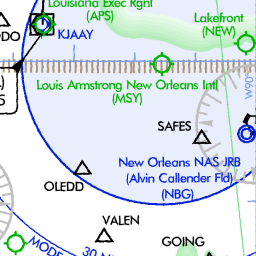 Louisiana Exec Rgnl
(APS)
KJAAY
Lakefront
(NEW)
Louis Armstrong New Orleans Intl
(MSY)
W90
5
SAFES
New Orleans NAS JRB
(Alvin Callender Fld)
(NBG)
OLEDD
VALEN
MODE
30
GOING